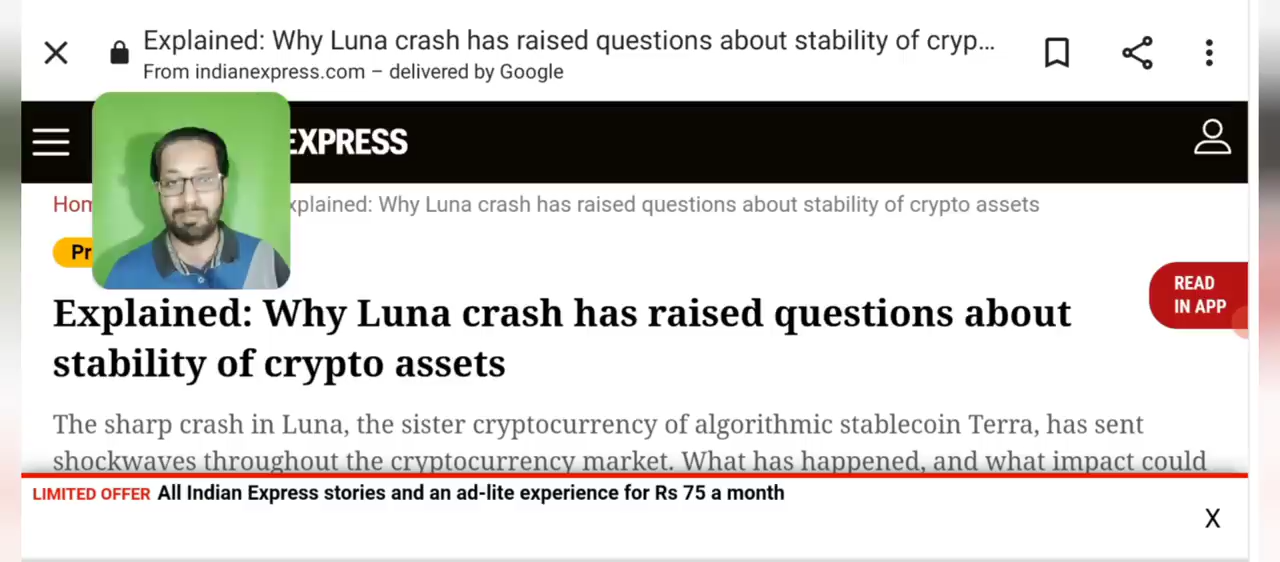 Explained: Why Luna crash has raised questions about stability of cryp...
From indianexpress.com – delivered by Google
EXPRESS
Hom
xplained: Why Luna crash has raised questions about stability of crypto assets
Pr
READ
IN APP
Explained: Why Luna crash has raised questions about
stability of crypto assets
The sharp crash in Luna, the sister cryptocurrency of algorithmic stablecoin Terra, has sent
shockwaves throughout the cryptocurrency market. What has happened, and what impact could
LIMITED OFFER All Indian Express stories and an ad-lite experience for Rs 75 a month
X